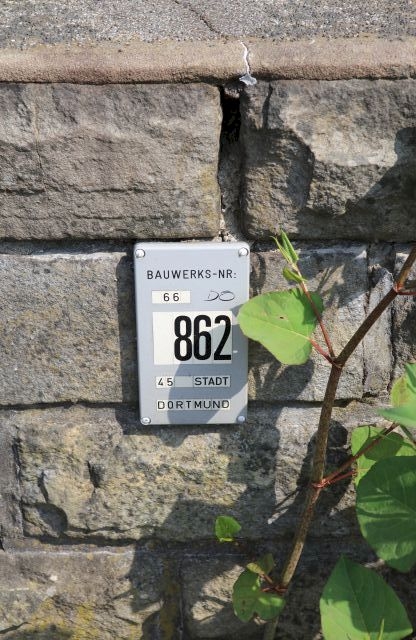 BAUWERKS-NR:
66 DO
862
45 STADT
DORTMUND